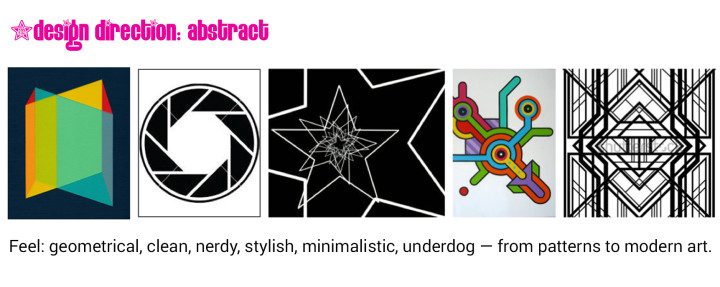 design direction: abstract
Feel: geometrical, clean, nerdy, stylish, minimalistic, underdog — from patterns to modern art.